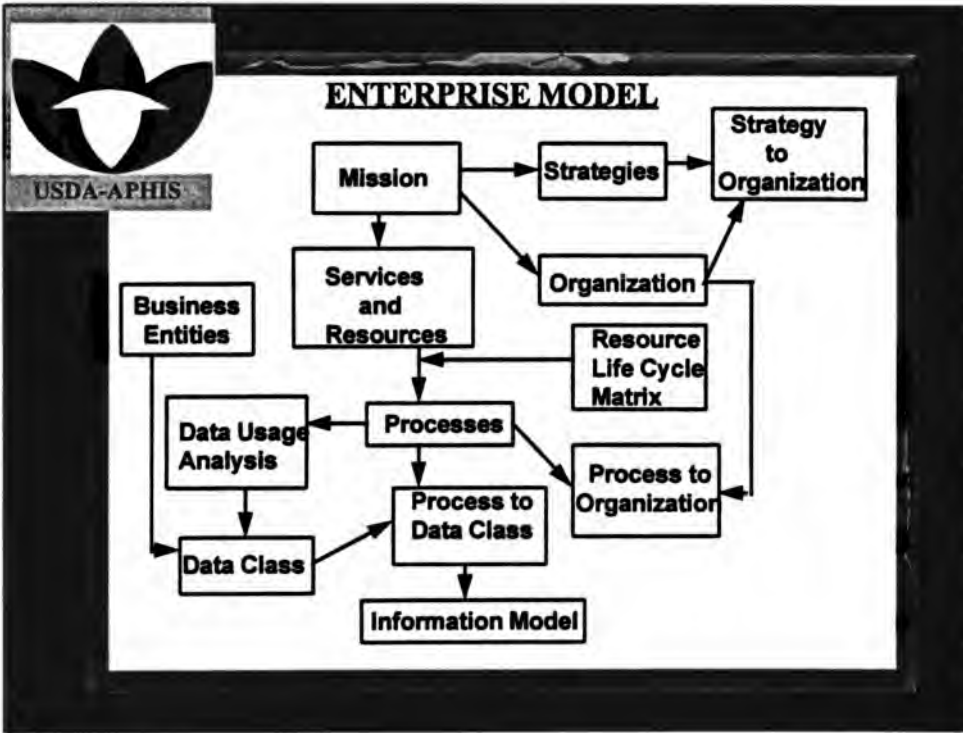 USDA-APHIS
ENTERPRISE MODEL
Mission
Strategies
Strategy
to
Organization
Services
and
Resources
Organization
Business
Entities
Resource
Life Cycle
Matrix
Data Usage
Analysis
Processes
Process to
Organization
Process to
Data Class
Data Class
Information Model